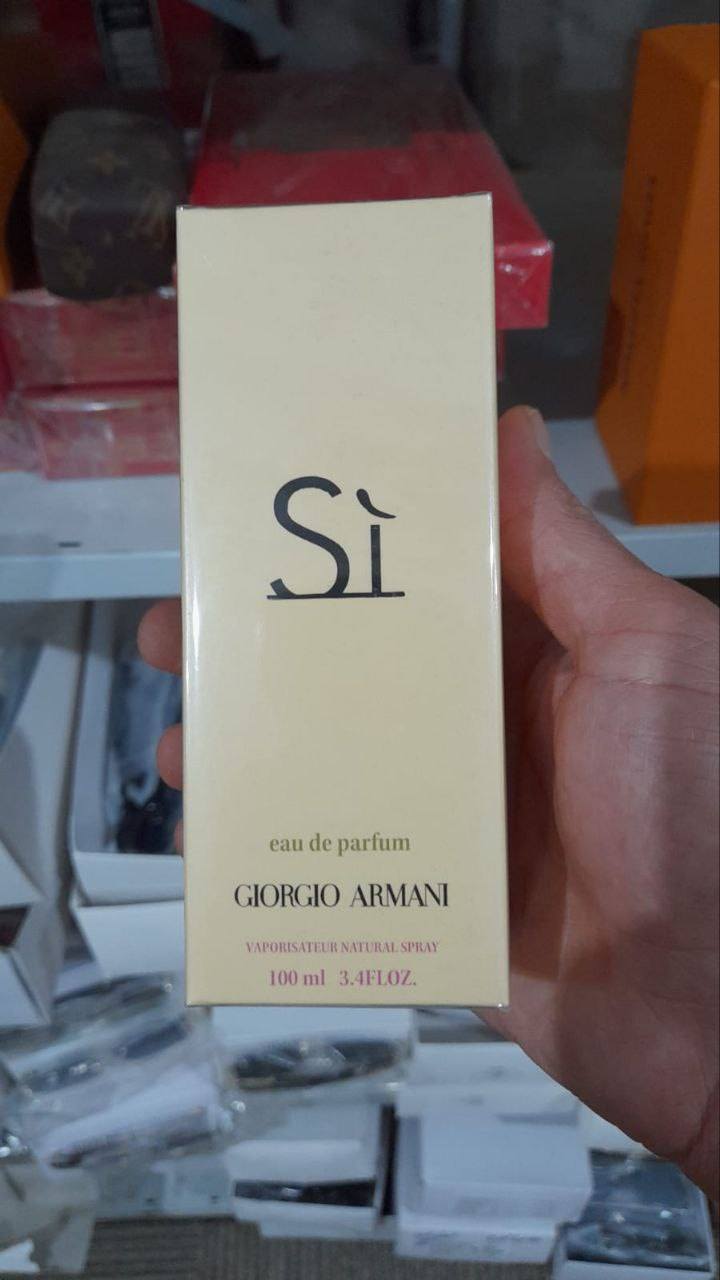 Sì
eau de parfum
GIORGIO ARMANI
VAPORISATEUR NATURAL SPRAY
100 ml 3.4FLOZ.